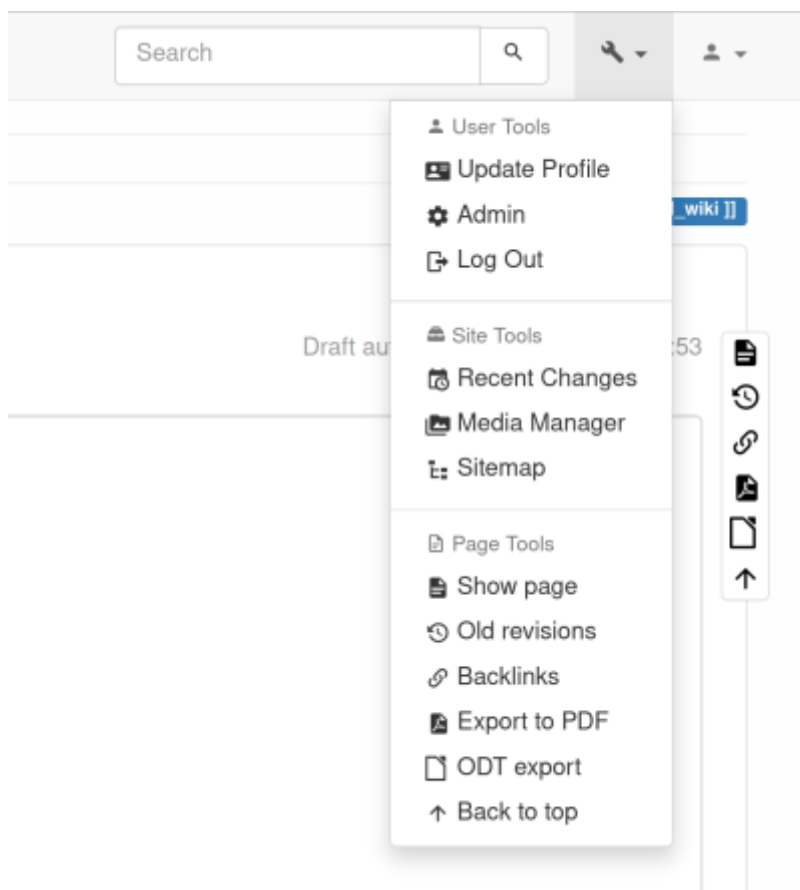 Search
User Tools
Update Profile
Admin
_wiki ]]
Log Out
Draft au
Site Tools
:53
Recent Changes
Media Manager
Sitemap
Page Tools
Show page
Old revisions
Backlinks
Export to PDF
ODT export
Back to top